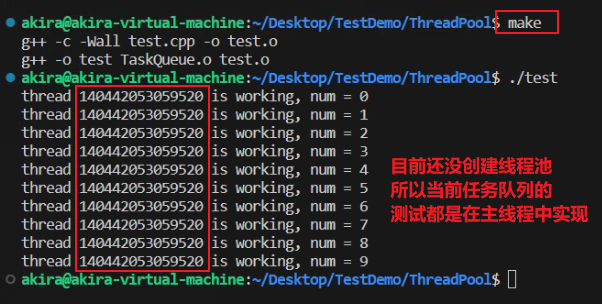 akira@akira-virtual-machine:~/Desktop/TestDemo/ThreadPool$ make
g++ -c -Wall test.cpp -o test.o
g++ -o test TaskQueue.o test.o
akira@akira-virtual-machine:~/Desktop/TestDemo/ThreadPool$ ./test
thread 140442053059520 is working, num = 0
thread 140442053059520 is working, num = 1
thread 140442053059520 is working, num = 2
thread 140442053059520 is working, num = 3
thread 140442053059520 is working, num = 4
thread 140442053059520 is working, num = 5
thread 140442053059520 is working, num = 6
thread 140442053059520 is working, num = 7
thread 140442053059520 is working, num = 8
thread 140442053059520 is working, num = 9
目前还没创建线程池
所以当前任务队列的
测试都是在主线程中实现
akira@akira-virtual-machine:~/Desktop/TestDemo/ThreadPool$